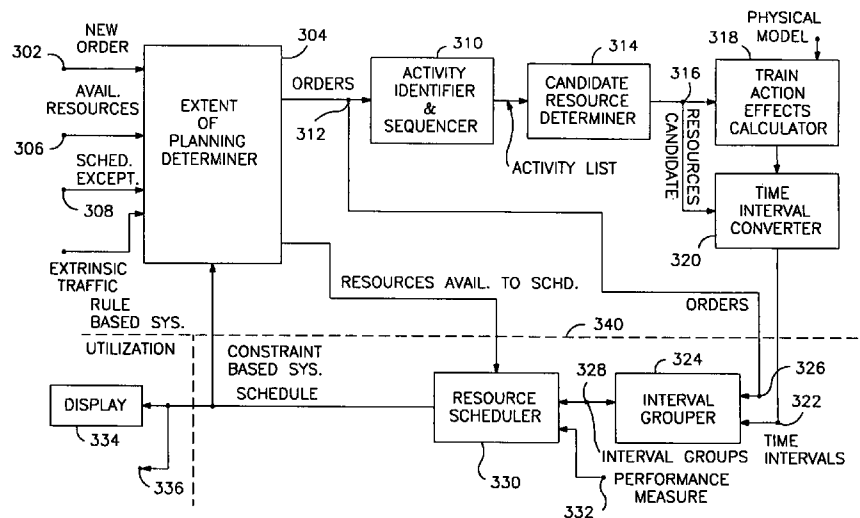 NEW
ORDER
302
AVAIL.
RESOURCES
306
SCHED.
EXCEPT.
308
EXTRINSIC
TRAFFIC
RULE
BASED SYS.
304
EXTENT
OF
PLANNING
DETERMINER
ORDERS
312
310
ACTIVITY
IDENTIFIER
&
SEQUENCER
ACTIVITY LIST
314
CANDIDATE
RESOURCE
DETERMINER
316
RESOURCES
CANDIDATE
PHYSICAL
MODEL
318
TRAIN
ACTION
EFFECTS
CALCULATOR
TIME
INTERVAL
CONVERTER
320
RESOURCES AVAIL. TO SCHD.
ORDERS
340
UTILIZATION
CONSTRAINT
BASED SYS.
SCHEDULE
DISPLAY
334
336
RESOURCE
SCHEDULER
330
328
324
INTERVAL
GROUPER
326
322
TIME
INTERVALS
INTERVAL GROUPS
332
PERFORMANCE
MEASURE